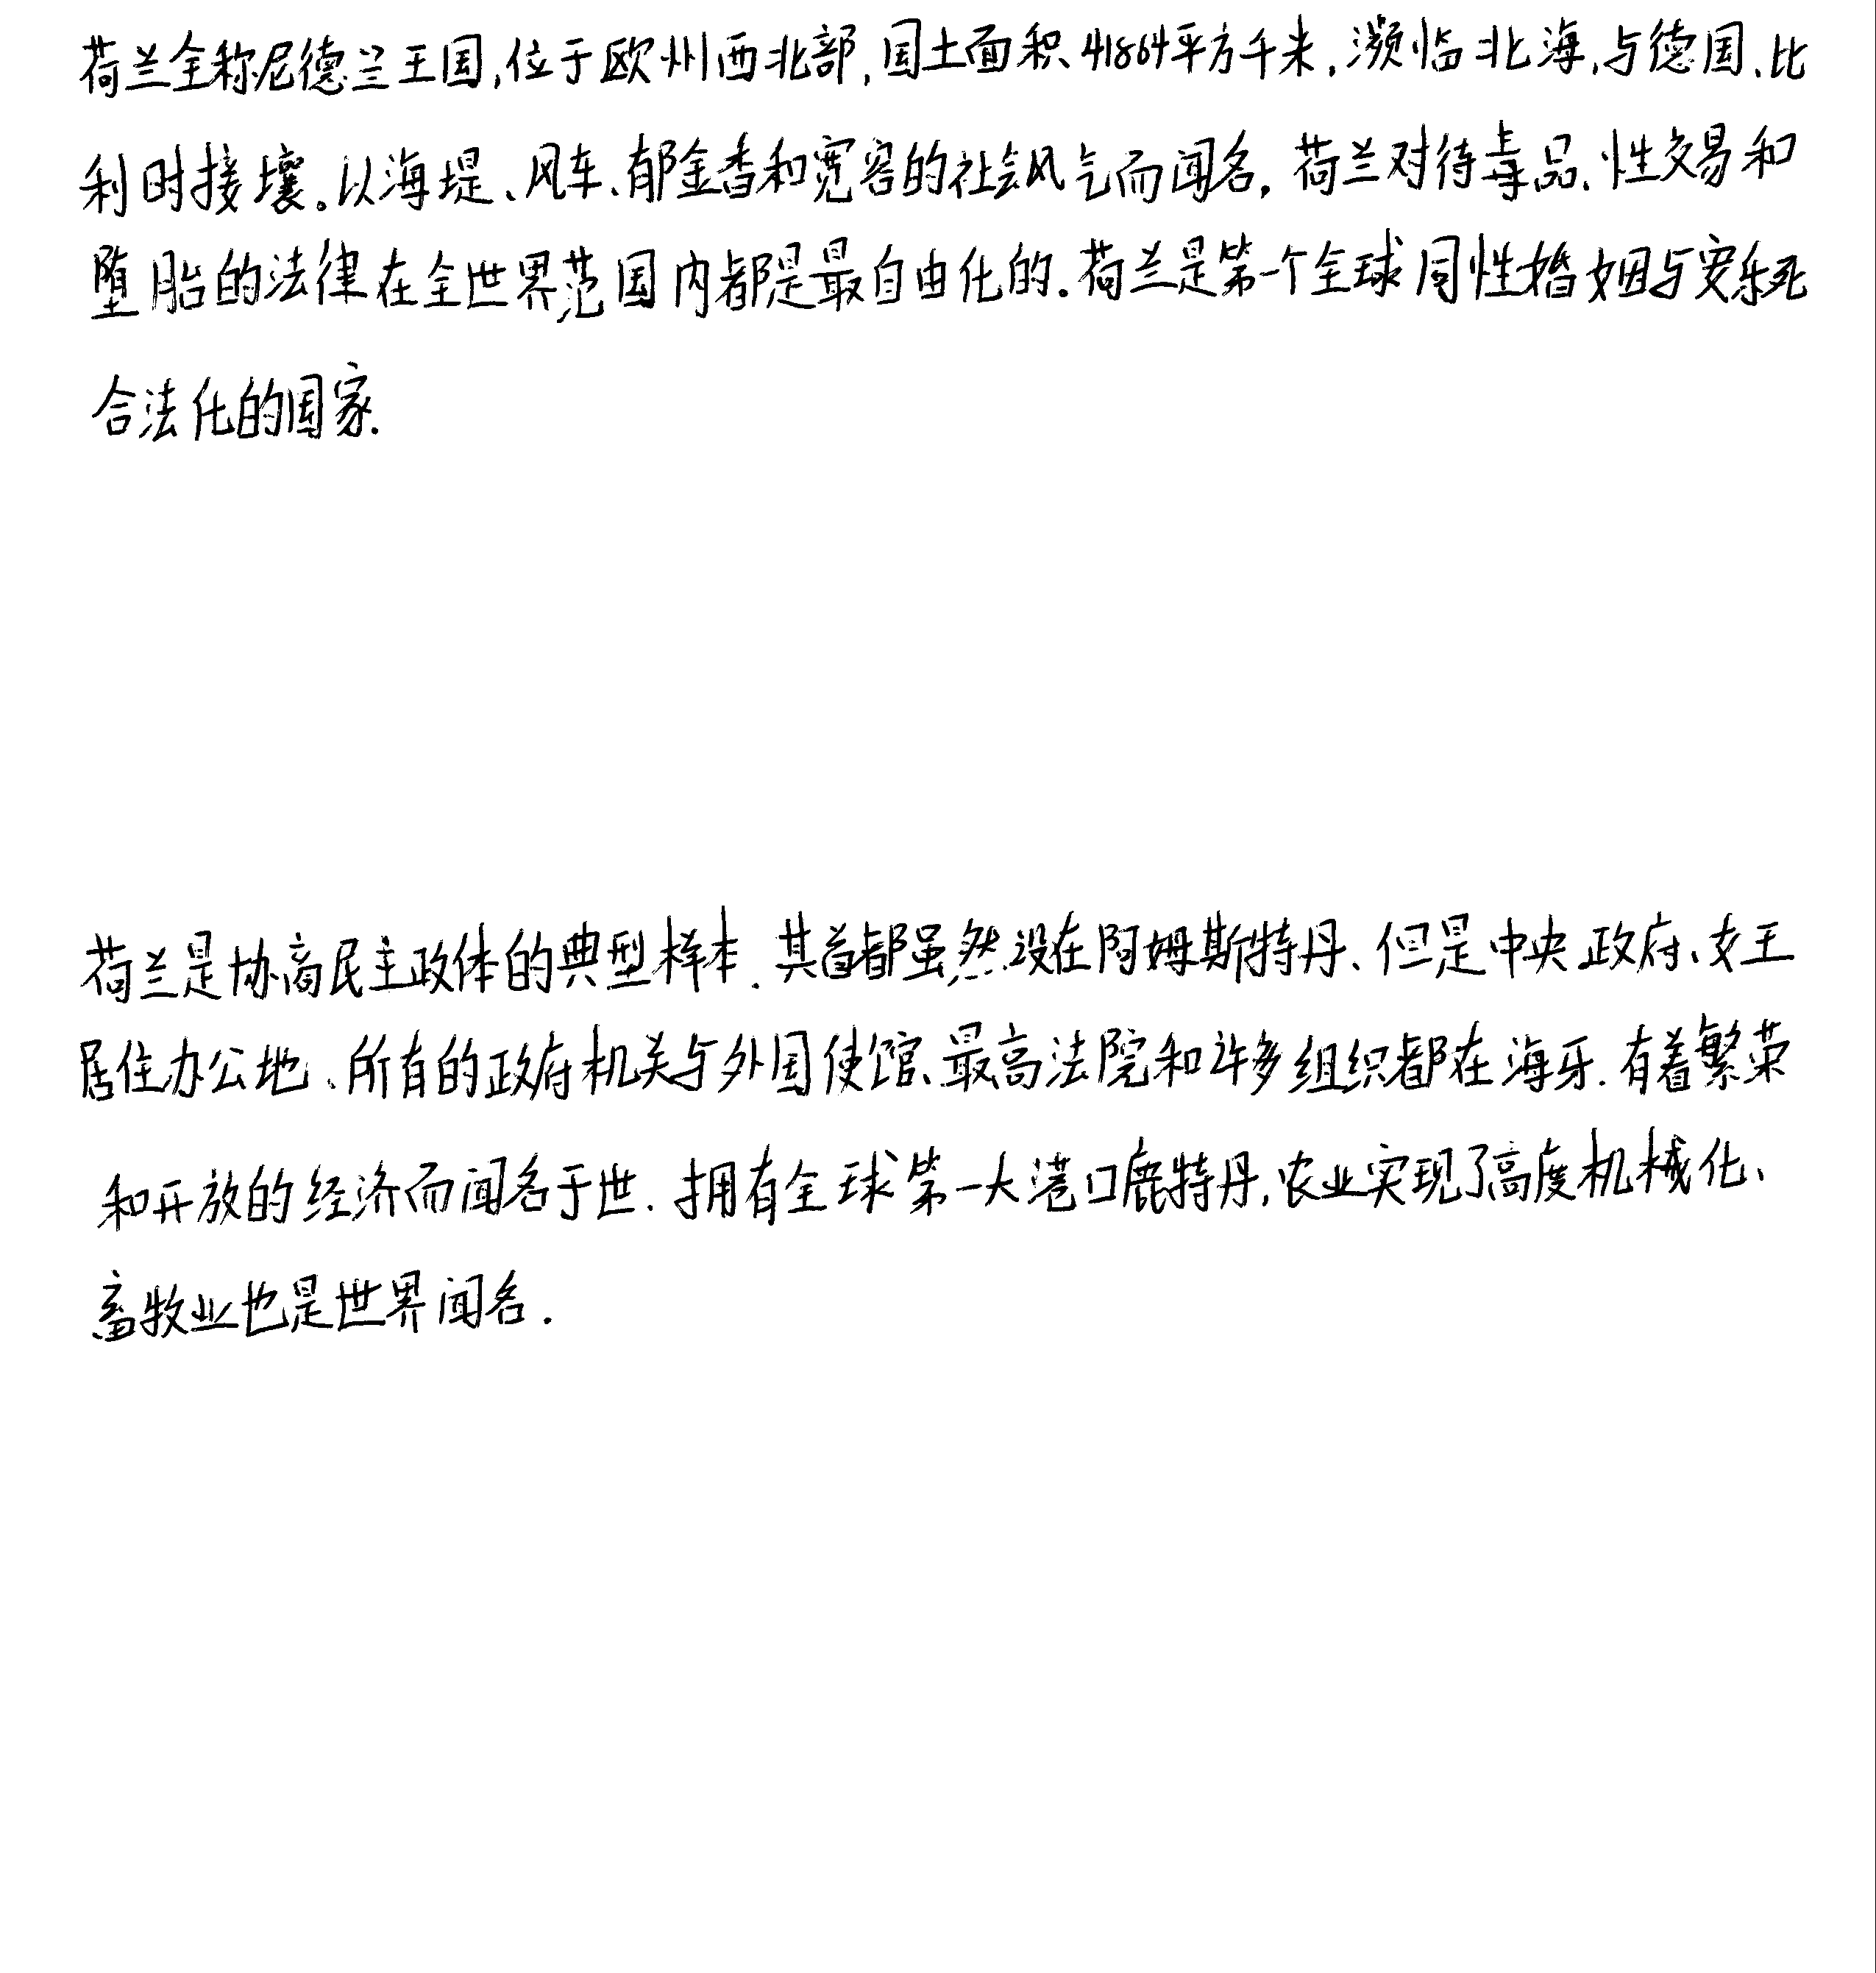 荷兰全称尼德兰王国,位于欧州西北部,国土面积41864平方千米.濒临北海,与德国、比
利时接壤。以海堤、风车、郁金香和宽容的社会风气而闻名.荷兰对待毒品、性交易和
堕胎的法律在全世界范围内都是最自由化的.荷兰是第一个全球同性婚姻与安乐死
合法化的国家.
荷兰是协商民主政体的典型样本.其首都虽然设在阿姆斯特丹、但是中央政府、女王
居住办公地、所有的政府机关与外国使馆、最高法院和许多组织都在海牙.有着繁荣
和开放的经济而闻名于世.拥有全球第一大港口鹿特丹,农业实现了高度机械化、
畜牧业也是世界闻名.